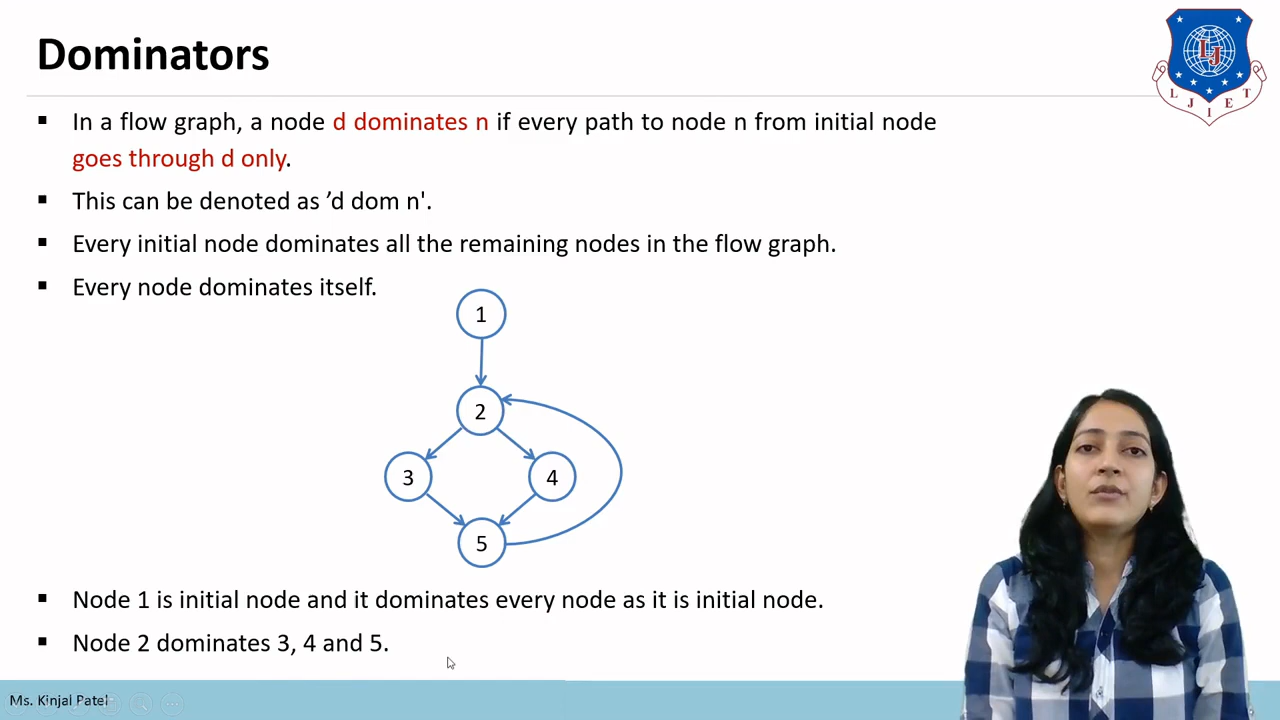 Dominators
L J
L J I E T
▪ In a flow graph, a node d dominates n if every path to node n from initial node
goes through d only.
▪ This can be denoted as ’d dom n'.
▪ Every initial node dominates all the remaining nodes in the flow graph.
▪ Every node dominates itself.
1
2
3 4
5
▪ Node 1 is initial node and it dominates every node as it is initial node.
▪ Node 2 dominates 3, 4 and 5.
Ms. Kinjal Patel